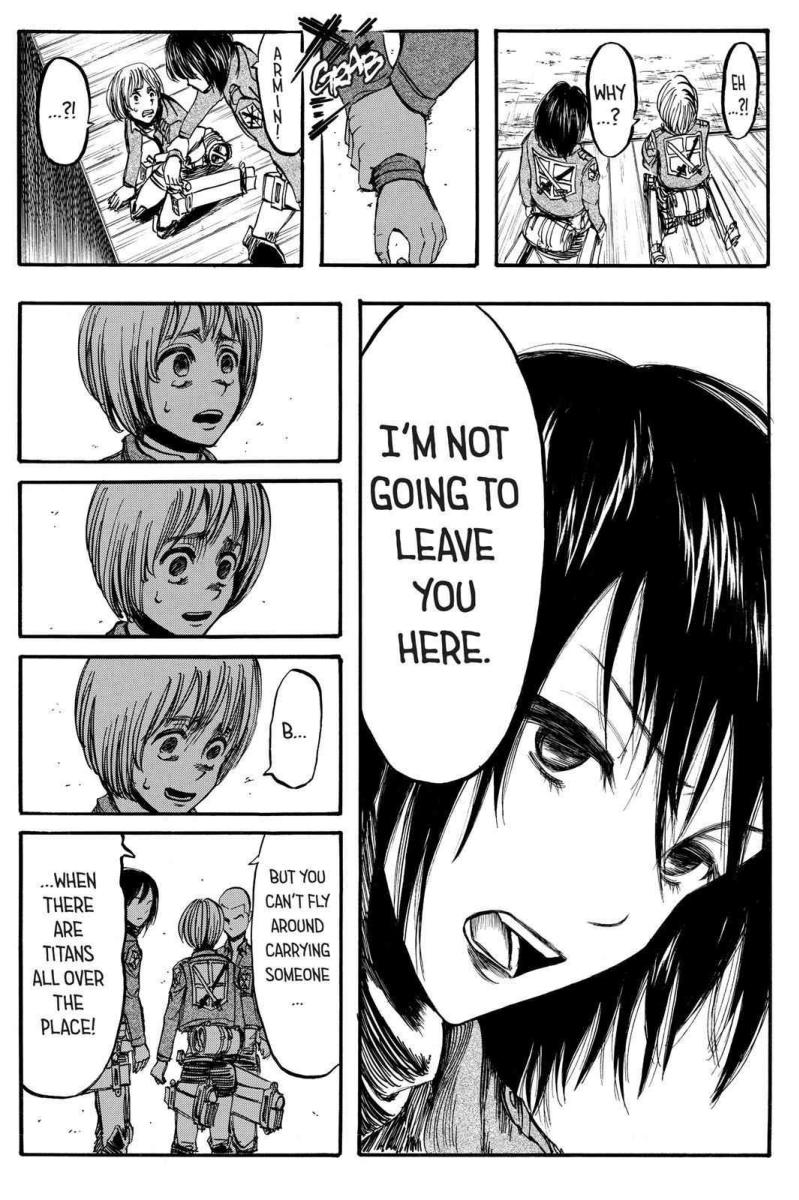 EH
...?!
WHY
...?
GRAB
ARMIN!
...?!
I'M NOT
GOING TO
LEAVE
YOU
HERE.
B...
BUT YOU
CAN'T FLY
AROUND
CARRYING
SOMEONE
...
...WHEN
THERE
ARE
TITANS
ALL OVER
THE
PLACE!